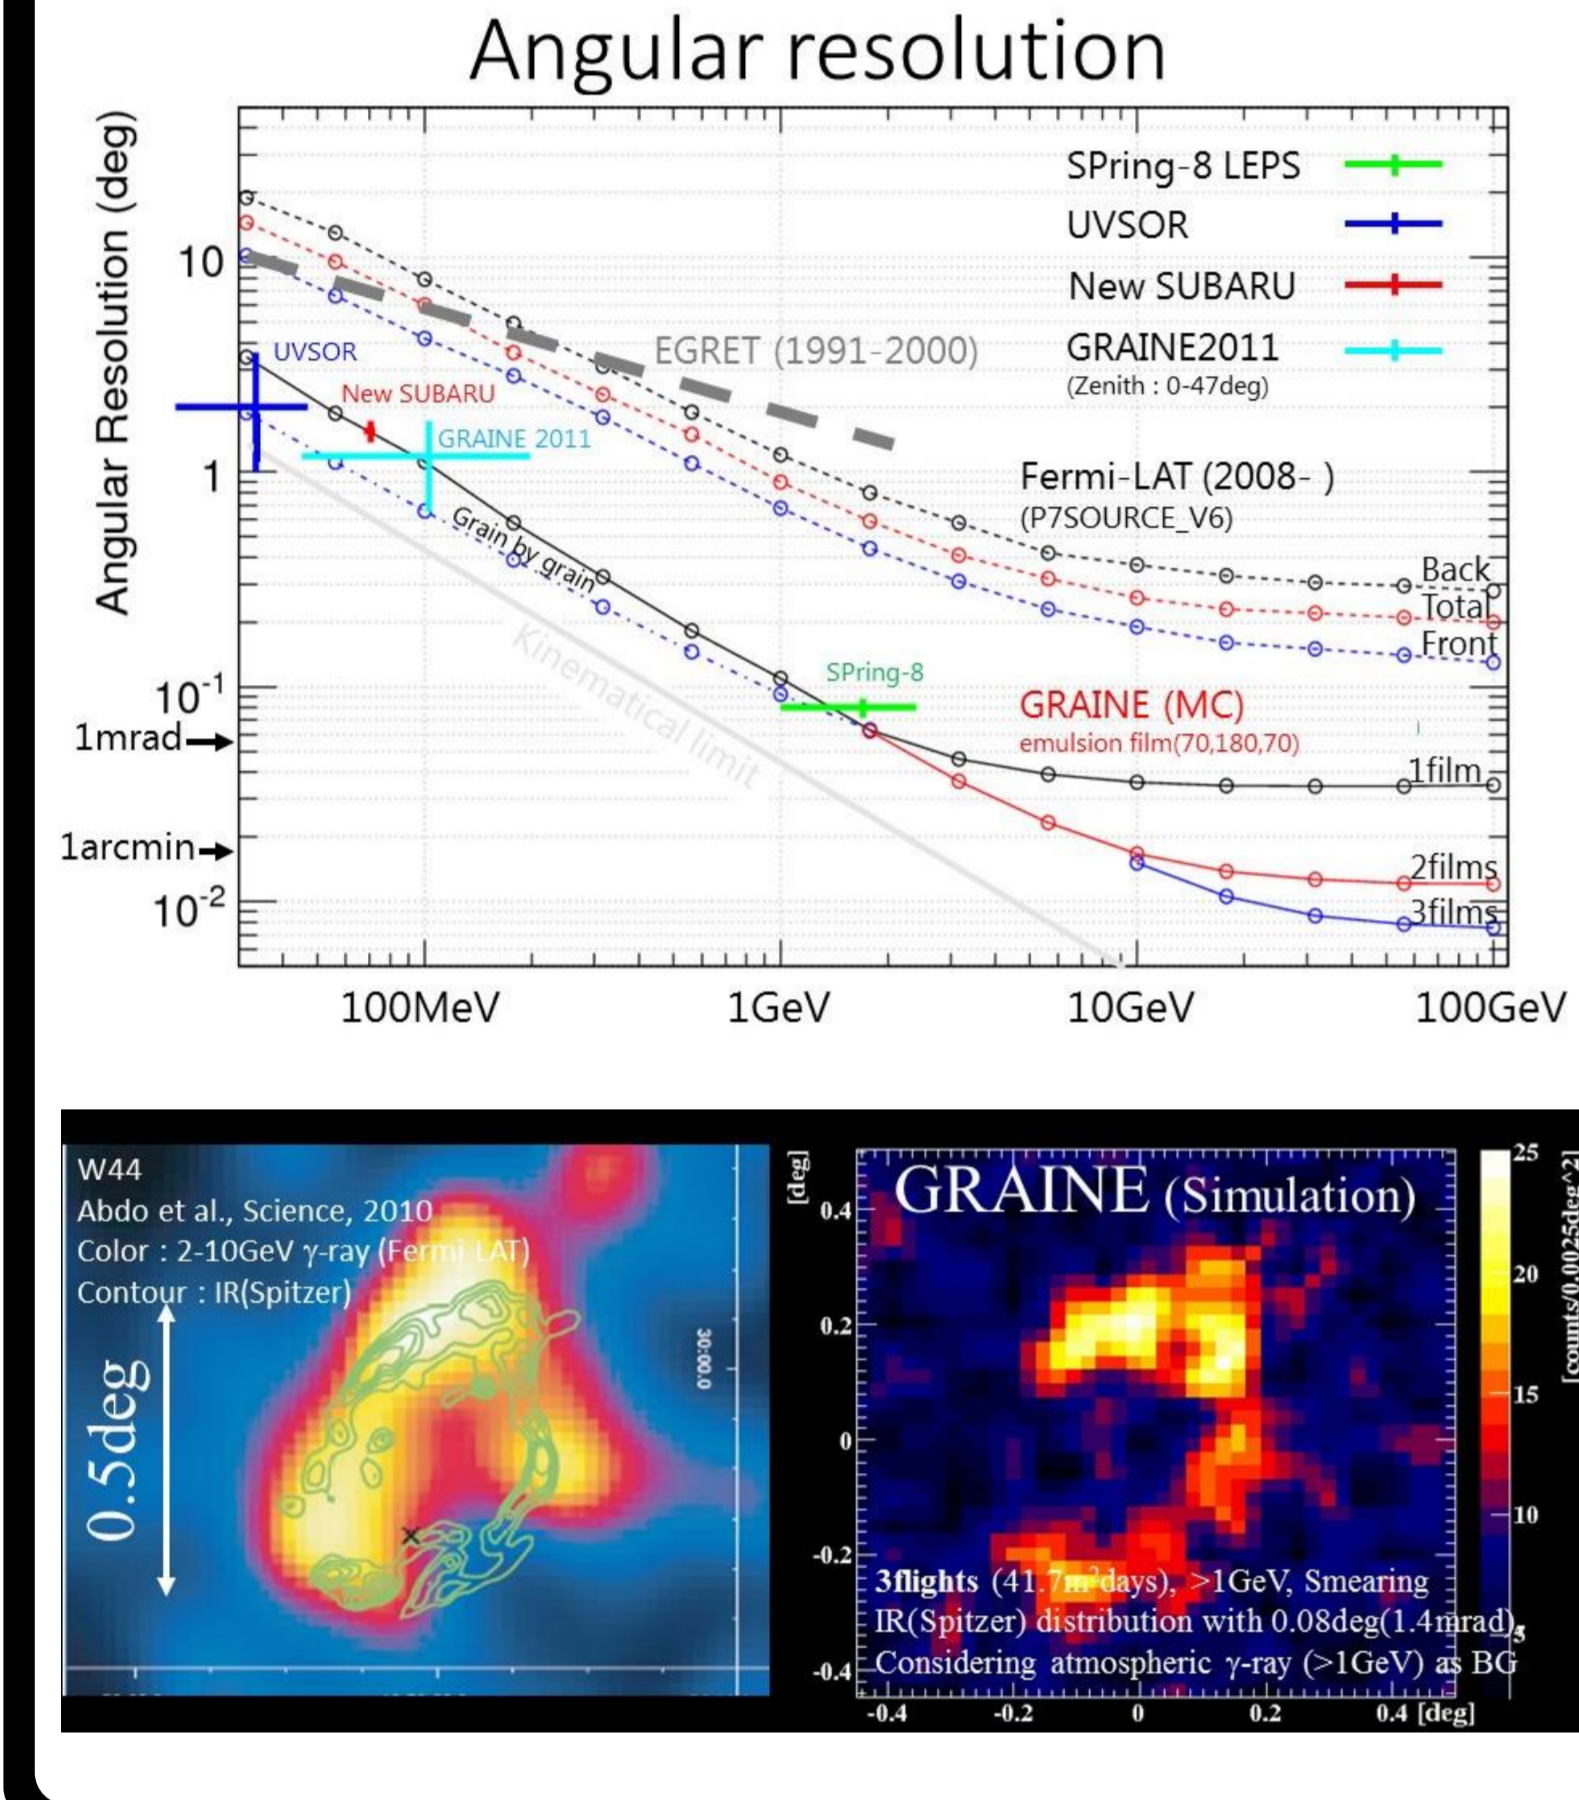 Angular resolution
Angular Resolution (deg)
10
1
10-1
1mrad
1arcmin
10-2
100MeV
1GeV
10GeV
100GeV
SPring-8 LEPS
UVSOR
New SUBARU
GRAINE2011
(Zenith : 0-47deg)
UVSOR
New SUBARU
GRAINE 2011
EGRET (1991-2000)
Fermi-LAT (2008- )
(P7SOURCE_V6)
Back
Total
Front
Grain by grain
Kinematical limit
SPring-8
GRAINE (MC)
emulsion film(70,180,70)
1film
2films
3films
W44
Abdo et al., Science, 2010
Color : 2-10GeV γ-ray (Fermi LAT)
Contour : IR(Spitzer)
0.5deg
30:00.0
[deg]
0.4
0.2
0
-0.2
-0.4
GRAINE (Simulation)
3flights (41.7m²days), >1GeV, Smearing
IR(Spitzer) distribution with 0.08deg(1.4mrad),
Considering atmospheric γ-ray (>1GeV) as BG
-0.4
-0.2
0
0.2
0.4 [deg]
25
20
15
10
5
[counts/0.0025deg^2]